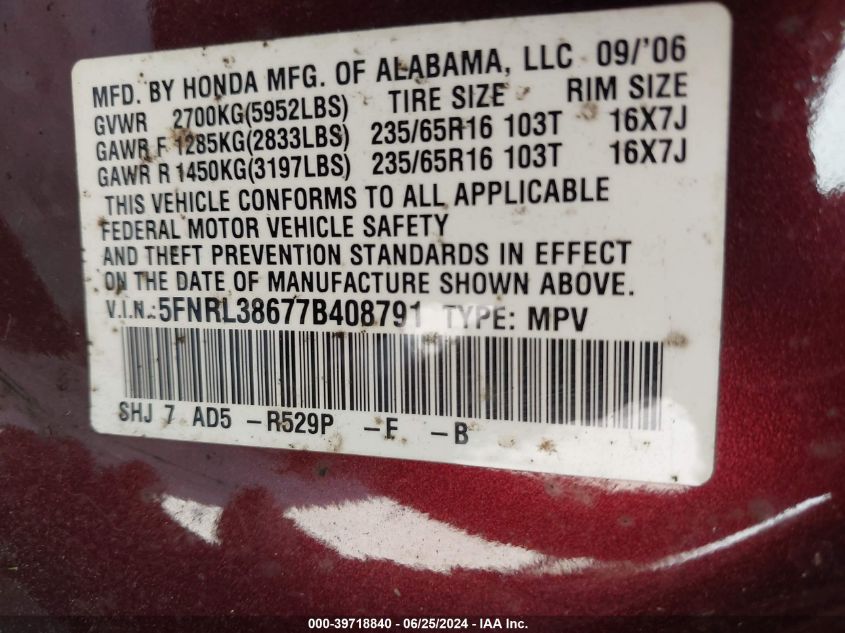 MFD. BY HONDA MFG. OF ALABAMA, LLC 09/'06
GVWR 2700KG(5952LBS) TIRE SIZE RIM SIZE
GAWR F 1285KG(2833LBS) 235/65R16 103T 16X7J
GAWR R 1450KG(3197LBS) 235/65R16 103T 16X7J
THIS VEHICLE CONFORMS TO ALL APPLICABLE
FEDERAL MOTOR VEHICLE SAFETY
AND THEFT PREVENTION STANDARDS IN EFFECT
ON THE DATE OF MANUFACTURE SHOWN ABOVE.
V.I.N.:5FNRL38677B408791 TYPE: MPV
SHJ 7 AD5 -R529P -E -B
000-39718840 - 06/25/2024 - IAA Inc.